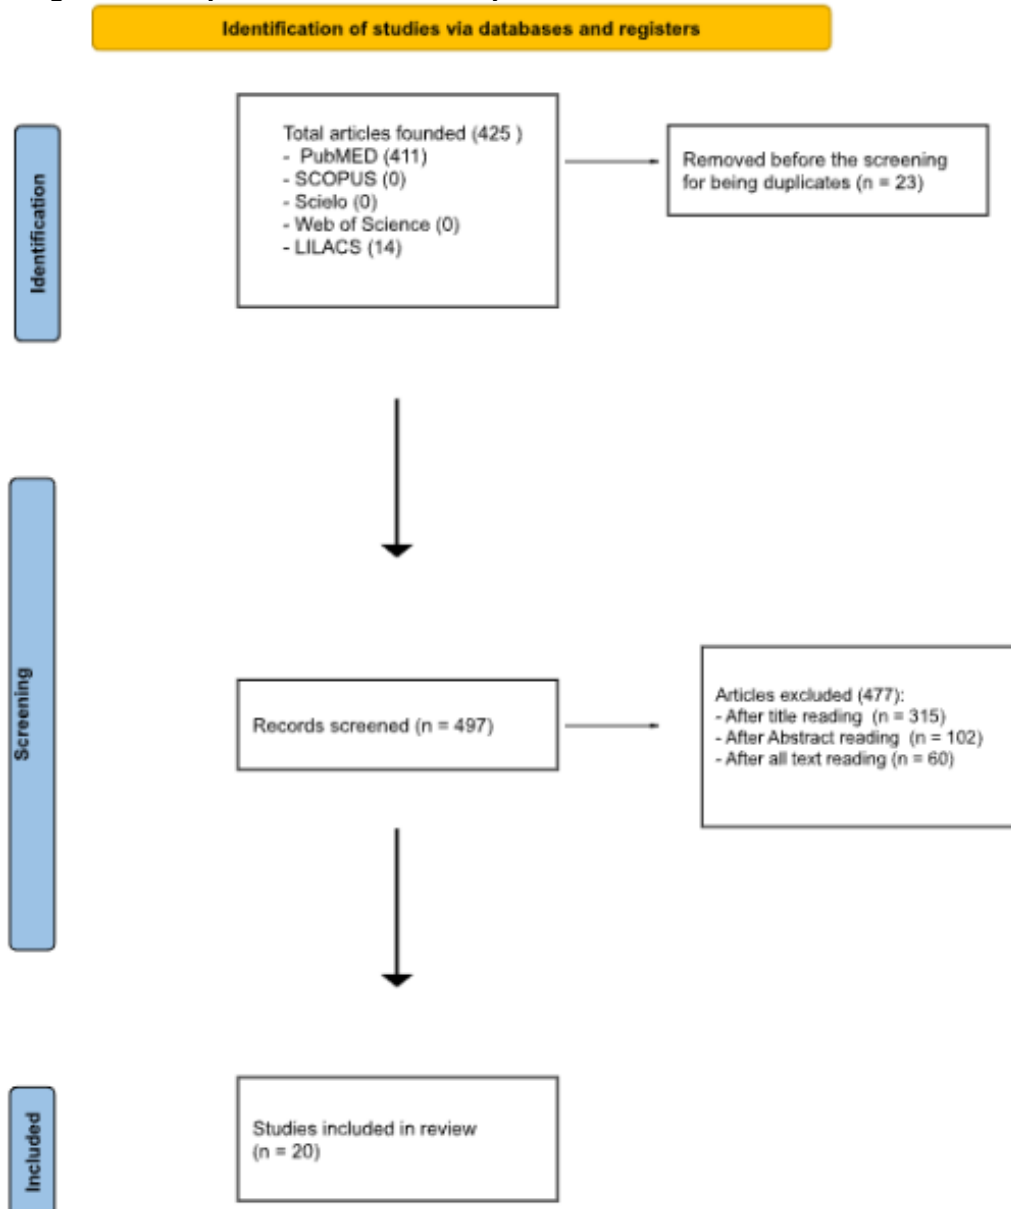 Identification of studies via databases and registers
Identification
Total articles founded (425 )
- PubMED (411)
- SCOPUS (0)
- Scielo (0)
- Web of Science (0)
- LILACS (14)
Removed before the screening
for being duplicates (n = 23)
Screening
Records screened (n = 497)
Articles excluded (477):
- After title reading (n = 315)
- After Abstract reading (n = 102)
- After all text reading (n = 60)
Included
Studies included in review
(n = 20)